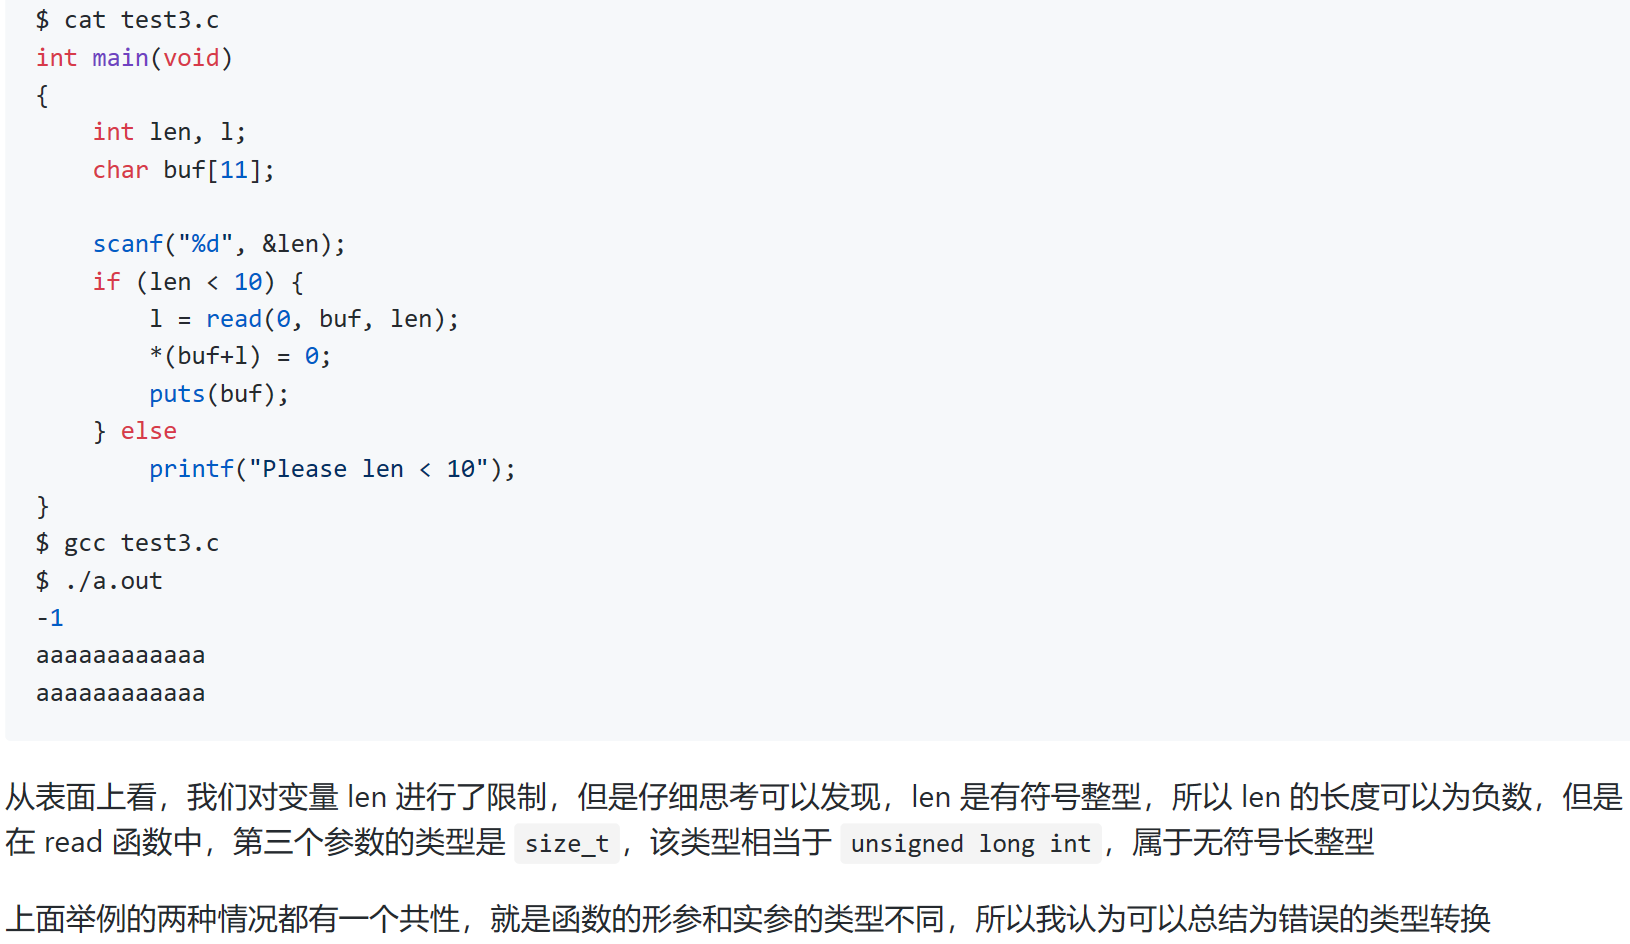 $ cat test3.c
int main(void)
{
    int len, l;
    char buf[11];

    scanf("%d", &len);
    if (len < 10) {
        l = read(0, buf, len);
        *(buf+l) = 0;
        puts(buf);
    } else
        printf("Please len < 10");
}
$ gcc test3.c
$ ./a.out
-1
aaaaaaaaaaaa
aaaaaaaaaaaa
从表面上看，我们对变量 len 进行了限制，但是仔细思考可以发现，len 是有符号整型，所以 len 的长度可以为负数，但是
在 read 函数中，第三个参数的类型是 size_t，该类型相当于 unsigned long int，属于无符号长整型
上面举例的两种情况都有一个共性，就是函数的形参和实参的类型不同，所以我认为可以总结为错误的类型转换